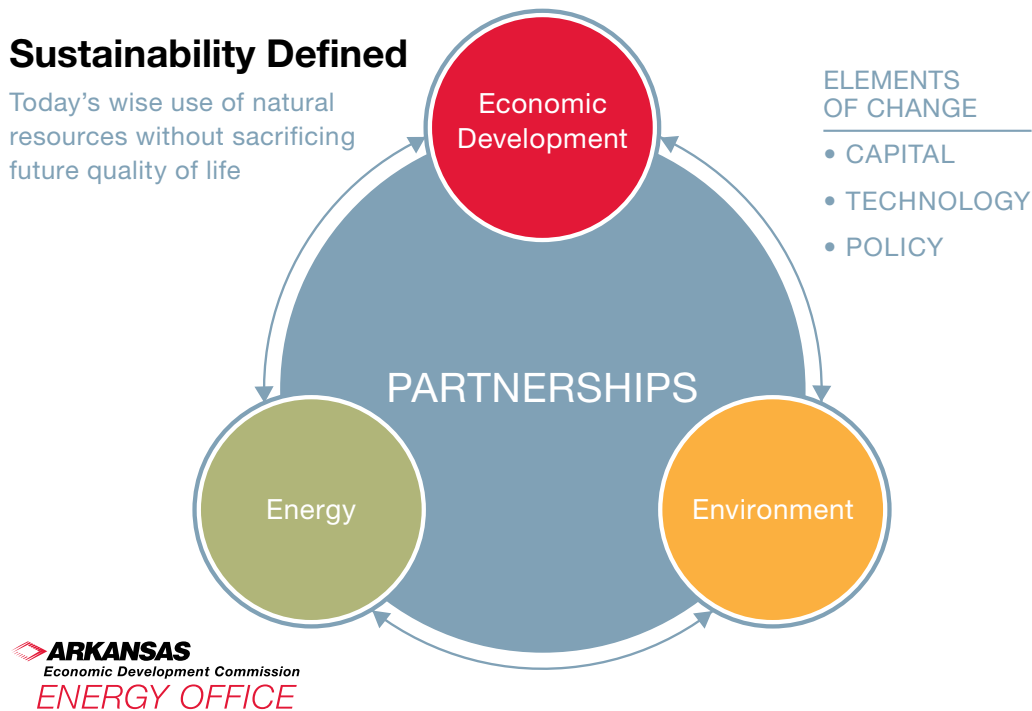 Sustainability Defined
Today's wise use of natural
resources without sacrificing
future quality of life
Economic
Development
ELEMENTS
OF CHANGE
• CAPITAL
• TECHNOLOGY
• POLICY
PARTNERSHIPS
Energy
Environment
ARKANSAS
Economic Development Commission
ENERGY OFFICE